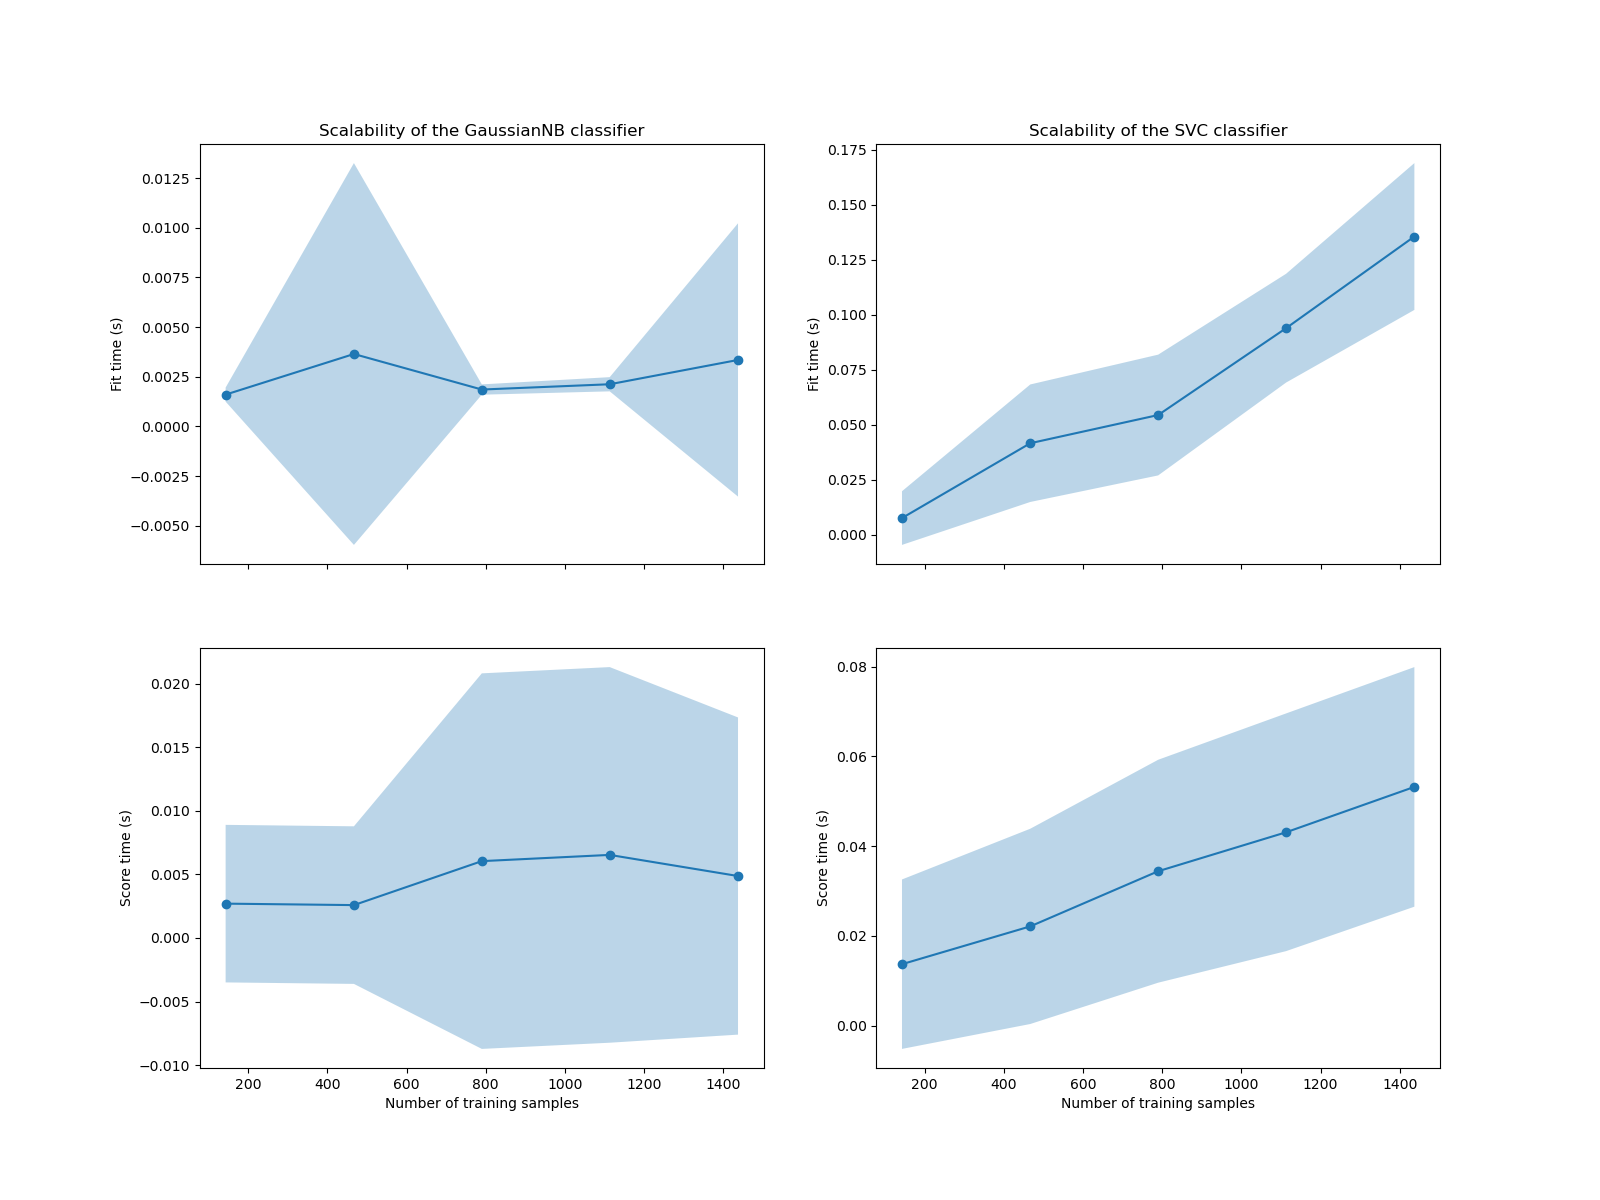 Scalability of the GaussianNB classifier
0.0125
0.0100
0.0075
0.0050
0.0025
0.0000
−0.0025
−0.0050
Fit time (s)
Scalability of the SVC classifier
0.175
0.150
0.125
0.100
0.075
0.050
0.025
0.000
Fit time (s)
0.020
0.015
0.010
0.005
0.000
−0.005
−0.010
Score time (s)
200 400 600 800 1000 1200 1400
Number of training samples
0.08
0.06
0.04
0.02
0.00
Score time (s)
200 400 600 800 1000 1200 1400
Number of training samples